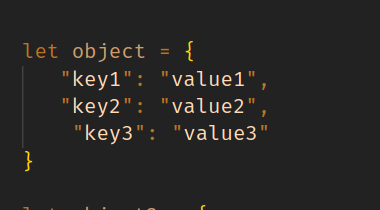 let object = {
   "key1": "value1",
   "key2": "value2",
    "key3": "value3"
}